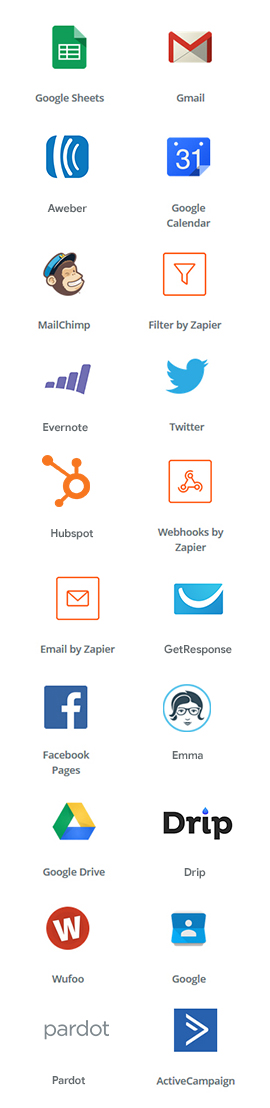 Google Sheets
Gmail
31
Aweber
Google
Calendar
MailChimp
Filter by Zapier
Evernote
Twitter
Hubspot
Webhooks by
Zapier
Email by Zapier
GetResponse
f
Facebook
Pages
Emma
Drip
Google Drive
Drip
W
Wufoo
Google
pardot
Pardot
ActiveCampaign